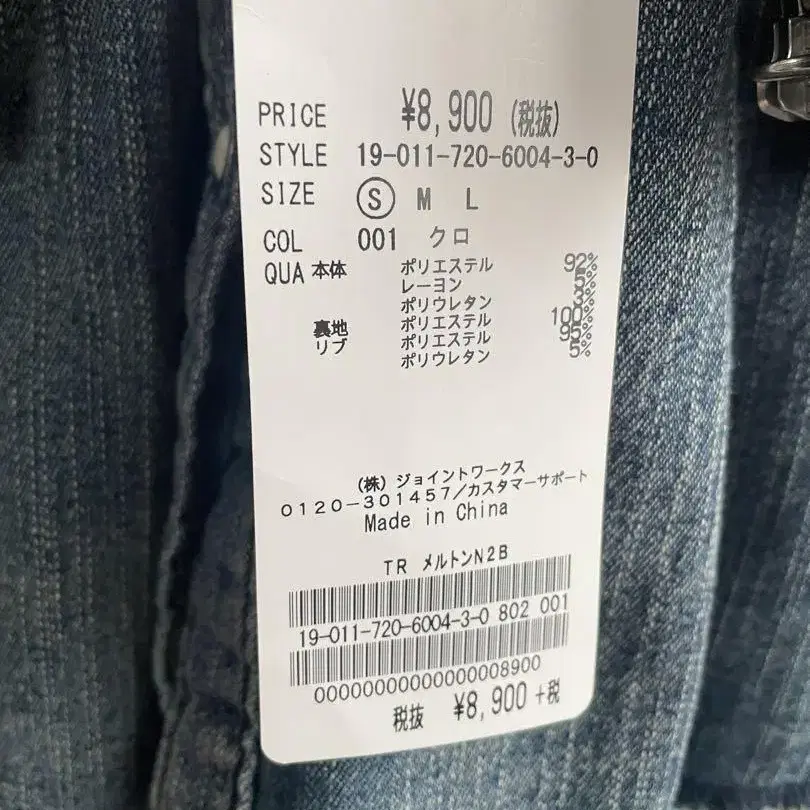 PRICE ¥8,900 (税抜)
STYLE 19-011-720-6004-3-0
SIZE S M L
COL 001 クロ
QUA 本体 ポリエステル 92%
レーヨン 5%
ポリウレタン 3%
裏地 ポリエステル 100%
リブ ポリエステル 95%
ポリウレタン 5%
(株) ジョイントワークス
0120-301457/カスタマーサポート
Made in China
TR メルトンN2B
19-011-720-6004-3-0 802 001
00000000000000008900
税抜 ¥8,900+税